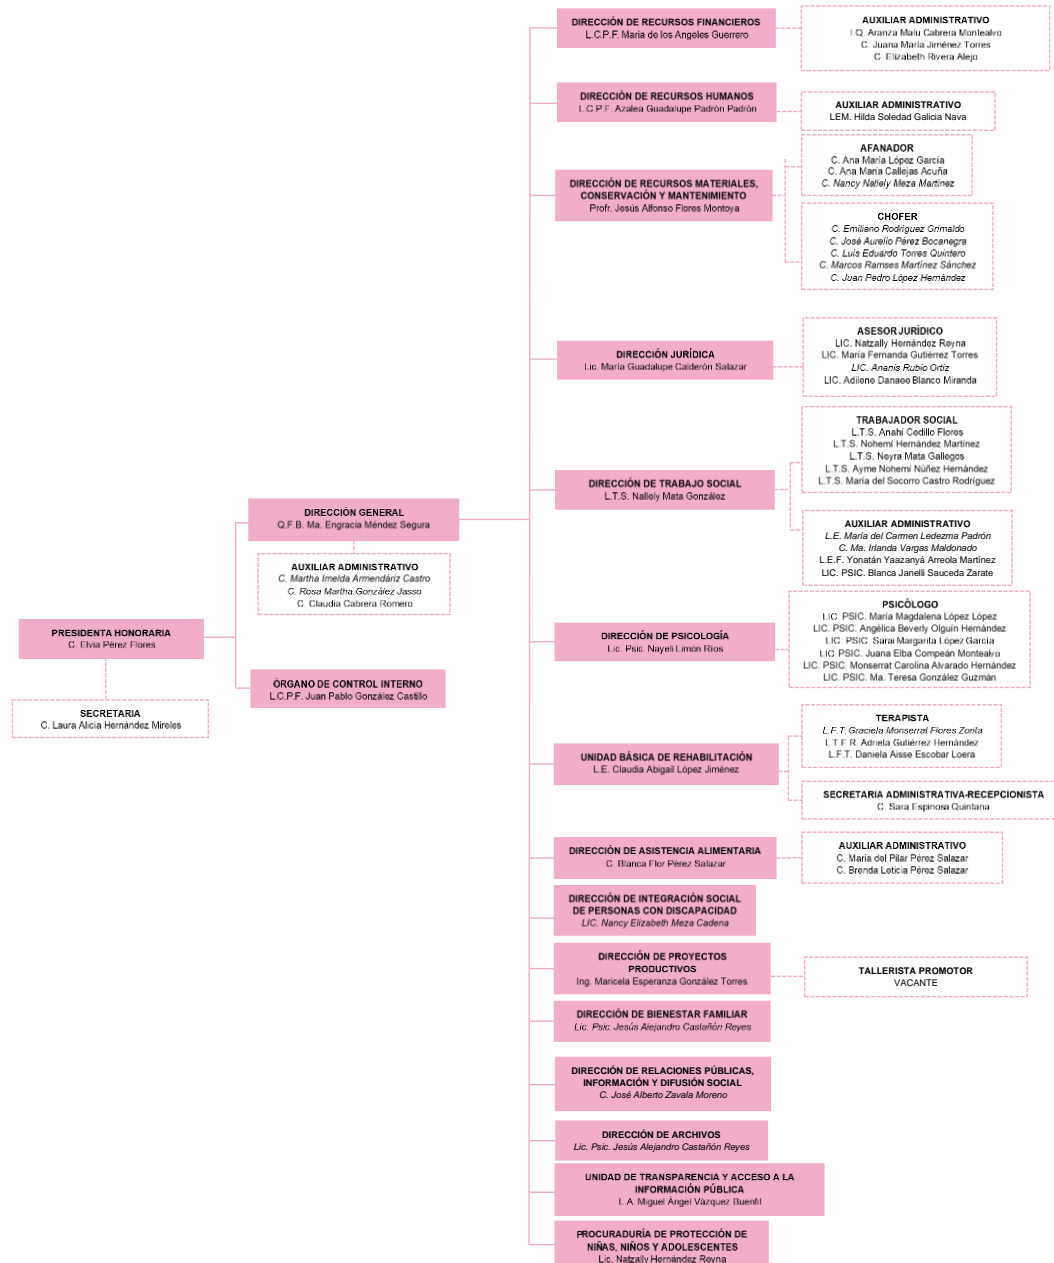 PRESIDENTA HONORARIA
C. Elvia Pérez Flores
SECRETARIA
C. Laura Alicia Hernández Mireles
DIRECCIÓN GENERAL
Q.F.B. Ma. Engracia Méndez Segura
AUXILIAR ADMINISTRATIVO
C. Martha Imelda Armendáriz Castro
C. Rosa Martha González Jasso
C. Claudia Cabrera Romero
ÓRGANO DE CONTROL INTERNO
L.C.P.F. Juan Pablo González Castillo
DIRECCIÓN DE RECURSOS FINANCIEROS
L.C.P.F. Maria de los Angeles Guerrero
AUXILIAR ADMINISTRATIVO
I.Q. Aranza Malu Cabrera Montealvo
C. Juana María Jiménez Torres
C. Elizabeth Rivera Alejo
DIRECCIÓN DE RECURSOS HUMANOS
L.C.P.F. Azalea Guadalupe Padrón Padrón
AUXILIAR ADMINISTRATIVO
LEM. Hilda Soledad Galicia Nava
DIRECCIÓN DE RECURSOS MATERIALES,
CONSERVACIÓN Y MANTENIMIENTO
Profr. Jesús Alfonso Flores Montoya
AFANADOR
C. Ana María López García
C. Ana María Callejas Acuña
C. Nancy Nallely Meza Martinez
CHOFER
C. Emiliano Rodríguez Grimaldo
C. José Aurelio Pérez Bocanegra
C. Luis Eduardo Torres Quintero
C. Marcos Ramses Martínez Sánchez
C. Juan Pedro López Hernández
DIRECCIÓN JURÍDICA
Lic. María Guadalupe Calderón Salazar
ASESOR JURÍDICO
LIC. Natzally Hernández Reyna
LIC. María Fernanda Gutiérrez Torres
LIC. Ananis Rubio Ortiz
LIC. Adilene Danaee Blanco Miranda
DIRECCIÓN DE TRABAJO SOCIAL
L.T.S. Nallely Mata González
TRABAJADOR SOCIAL
L.T.S. Anahí Cedillo Flores
L.T.S. Nohemí Hernández Martínez
L.T.S. Neyra Mata Gallegos
L.T.S. Ayme Nohemí Núñez Hernández
L.T.S. María del Socorro Castro Rodríguez
AUXILIAR ADMINISTRATIVO
L.E. María del Carmen Ledezma Padrón
C. Ma. Irlanda Vargas Maldonado
L.E.F. Yonatán Yaazanyá Arreola Martínez
LIC. PSIC. Blanca Janelli Sauceda Zarate
DIRECCIÓN DE PSICOLOGÍA
Lic. Psic. Nayeli Limón Ríos
PSICÓLOGO
LIC. PSIC. María Magdalena López López
LIC. PSIC. Angélica Beverly Olguín Hernández
LIC. PSIC. Sarai Margarita López García
LIC. PSIC. Juana Elba Compeán Montealvo
LIC. PSIC. Monserrat Carolina Alvarado Hernández
LIC. PSIC. Ma. Teresa González Guzmán
UNIDAD BÁSICA DE REHABILITACIÓN
L.E. Claudia Abigail López Jiménez
TERAPISTA
L.F.T. Graciela Monserrat Flores Zorita
L.T.F.R. Adriela Gutiérrez Hernández
L.F.T. Daniela Aisse Escobar Loera
SECRETARIA ADMINISTRATIVA-RECEPCIONISTA
C. Sara Espinosa Quintana
DIRECCIÓN DE ASISTENCIA ALIMENTARIA
C. Blanca Flor Pérez Salazar
AUXILIAR ADMINISTRATIVO
C. Maria del Pilar Pérez Salazar
C. Brenda Leticia Pérez Salazar
DIRECCIÓN DE INTEGRACIÓN SOCIAL
DE PERSONAS CON DISCAPACIDAD
LIC. Nancy Elizabeth Meza Cadena
DIRECCIÓN DE PROYECTOS
PRODUCTIVOS
Ing. Maricela Esperanza González Torres
TALLERISTA PROMOTOR
VACANTE
DIRECCIÓN DE BIENESTAR FAMILIAR
Lic. Psic. Jesús Alejandro Castañón Reyes
DIRECCIÓN DE RELACIONES PÚBLICAS,
INFORMACIÓN Y DIFUSIÓN SOCIAL
C. José Alberto Zavala Moreno
DIRECCIÓN DE ARCHIVOS
Lic. Psic. Jesús Alejandro Castañón Reyes
UNIDAD DE TRANSPARENCIA Y ACCESO A LA
INFORMACIÓN PÚBLICA
L.A. Miguel Ángel Vázquez Buenfil
PROCURADURÍA DE PROTECCIÓN DE
NIÑAS, NIÑOS Y ADOLESCENTES
Lic. Natzally Hernández Reyna